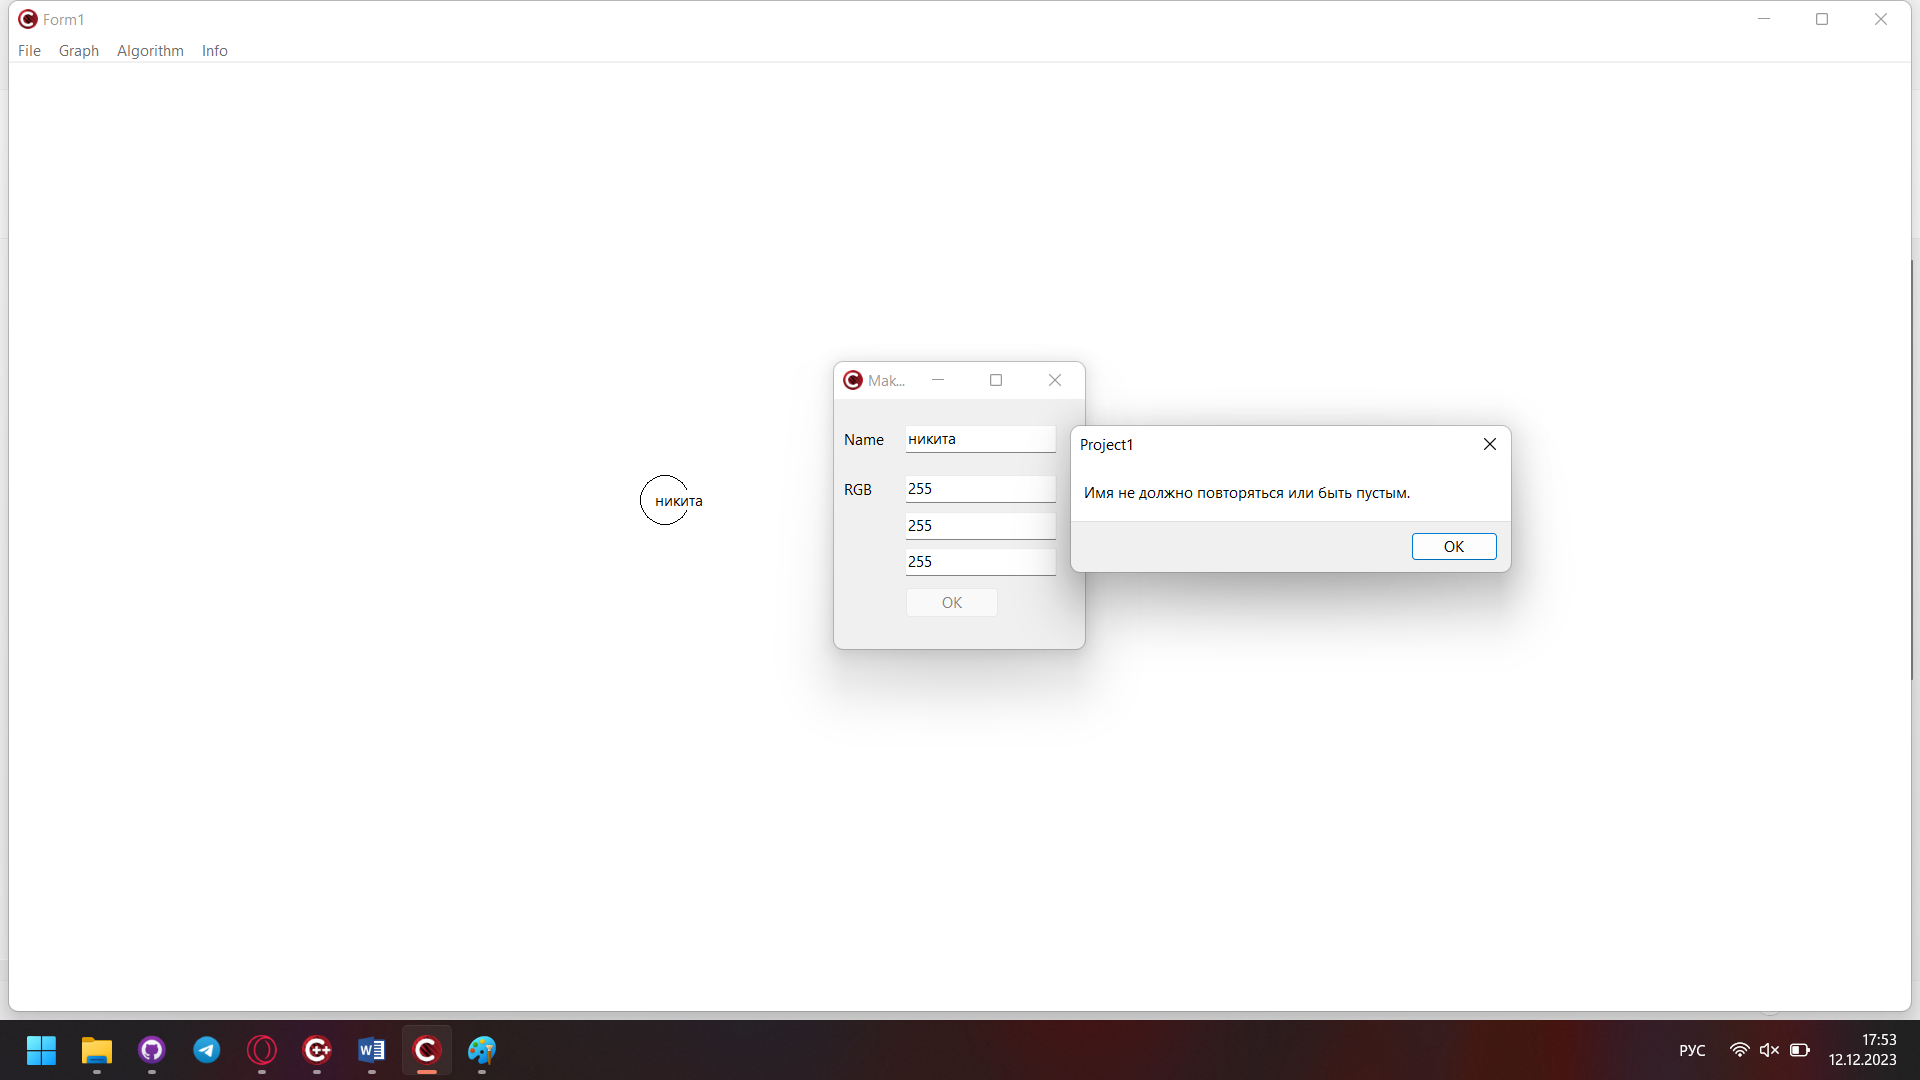 Form1
File Graph Algorithm Info
никита
Mak...
Name никита
RGB 255
255
255
OK
Project1
Имя не должно повторяться или быть пустым.
OK
РУС
17:53
12.12.2023